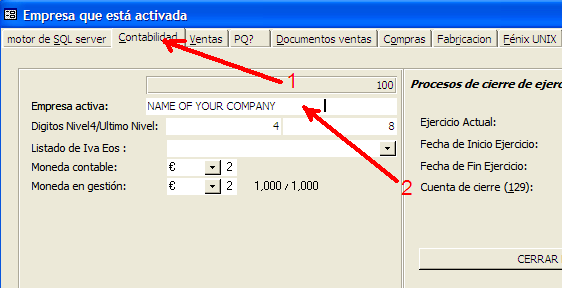 Empresa que está activada
motor de SQL server Contabilidad Ventas PQ? Documentos ventas Compras Fabricacion Fénix UNIX
1
100
Procesos de cierre de ejer
Empresa activa: NAME OF YOUR COMPANY
Digitos Nivel4/Ultimo Nivel: 4 8
Ejercicio Actual:
Listado de Iva Eos :
Fecha de Inicio Ejercicio:
Moneda contable: € 2
Fecha de Fin Ejercicio:
Moneda en gestión: € 2 1,000 / 1,000
2
Cuenta de cierre (129):
CERRAR